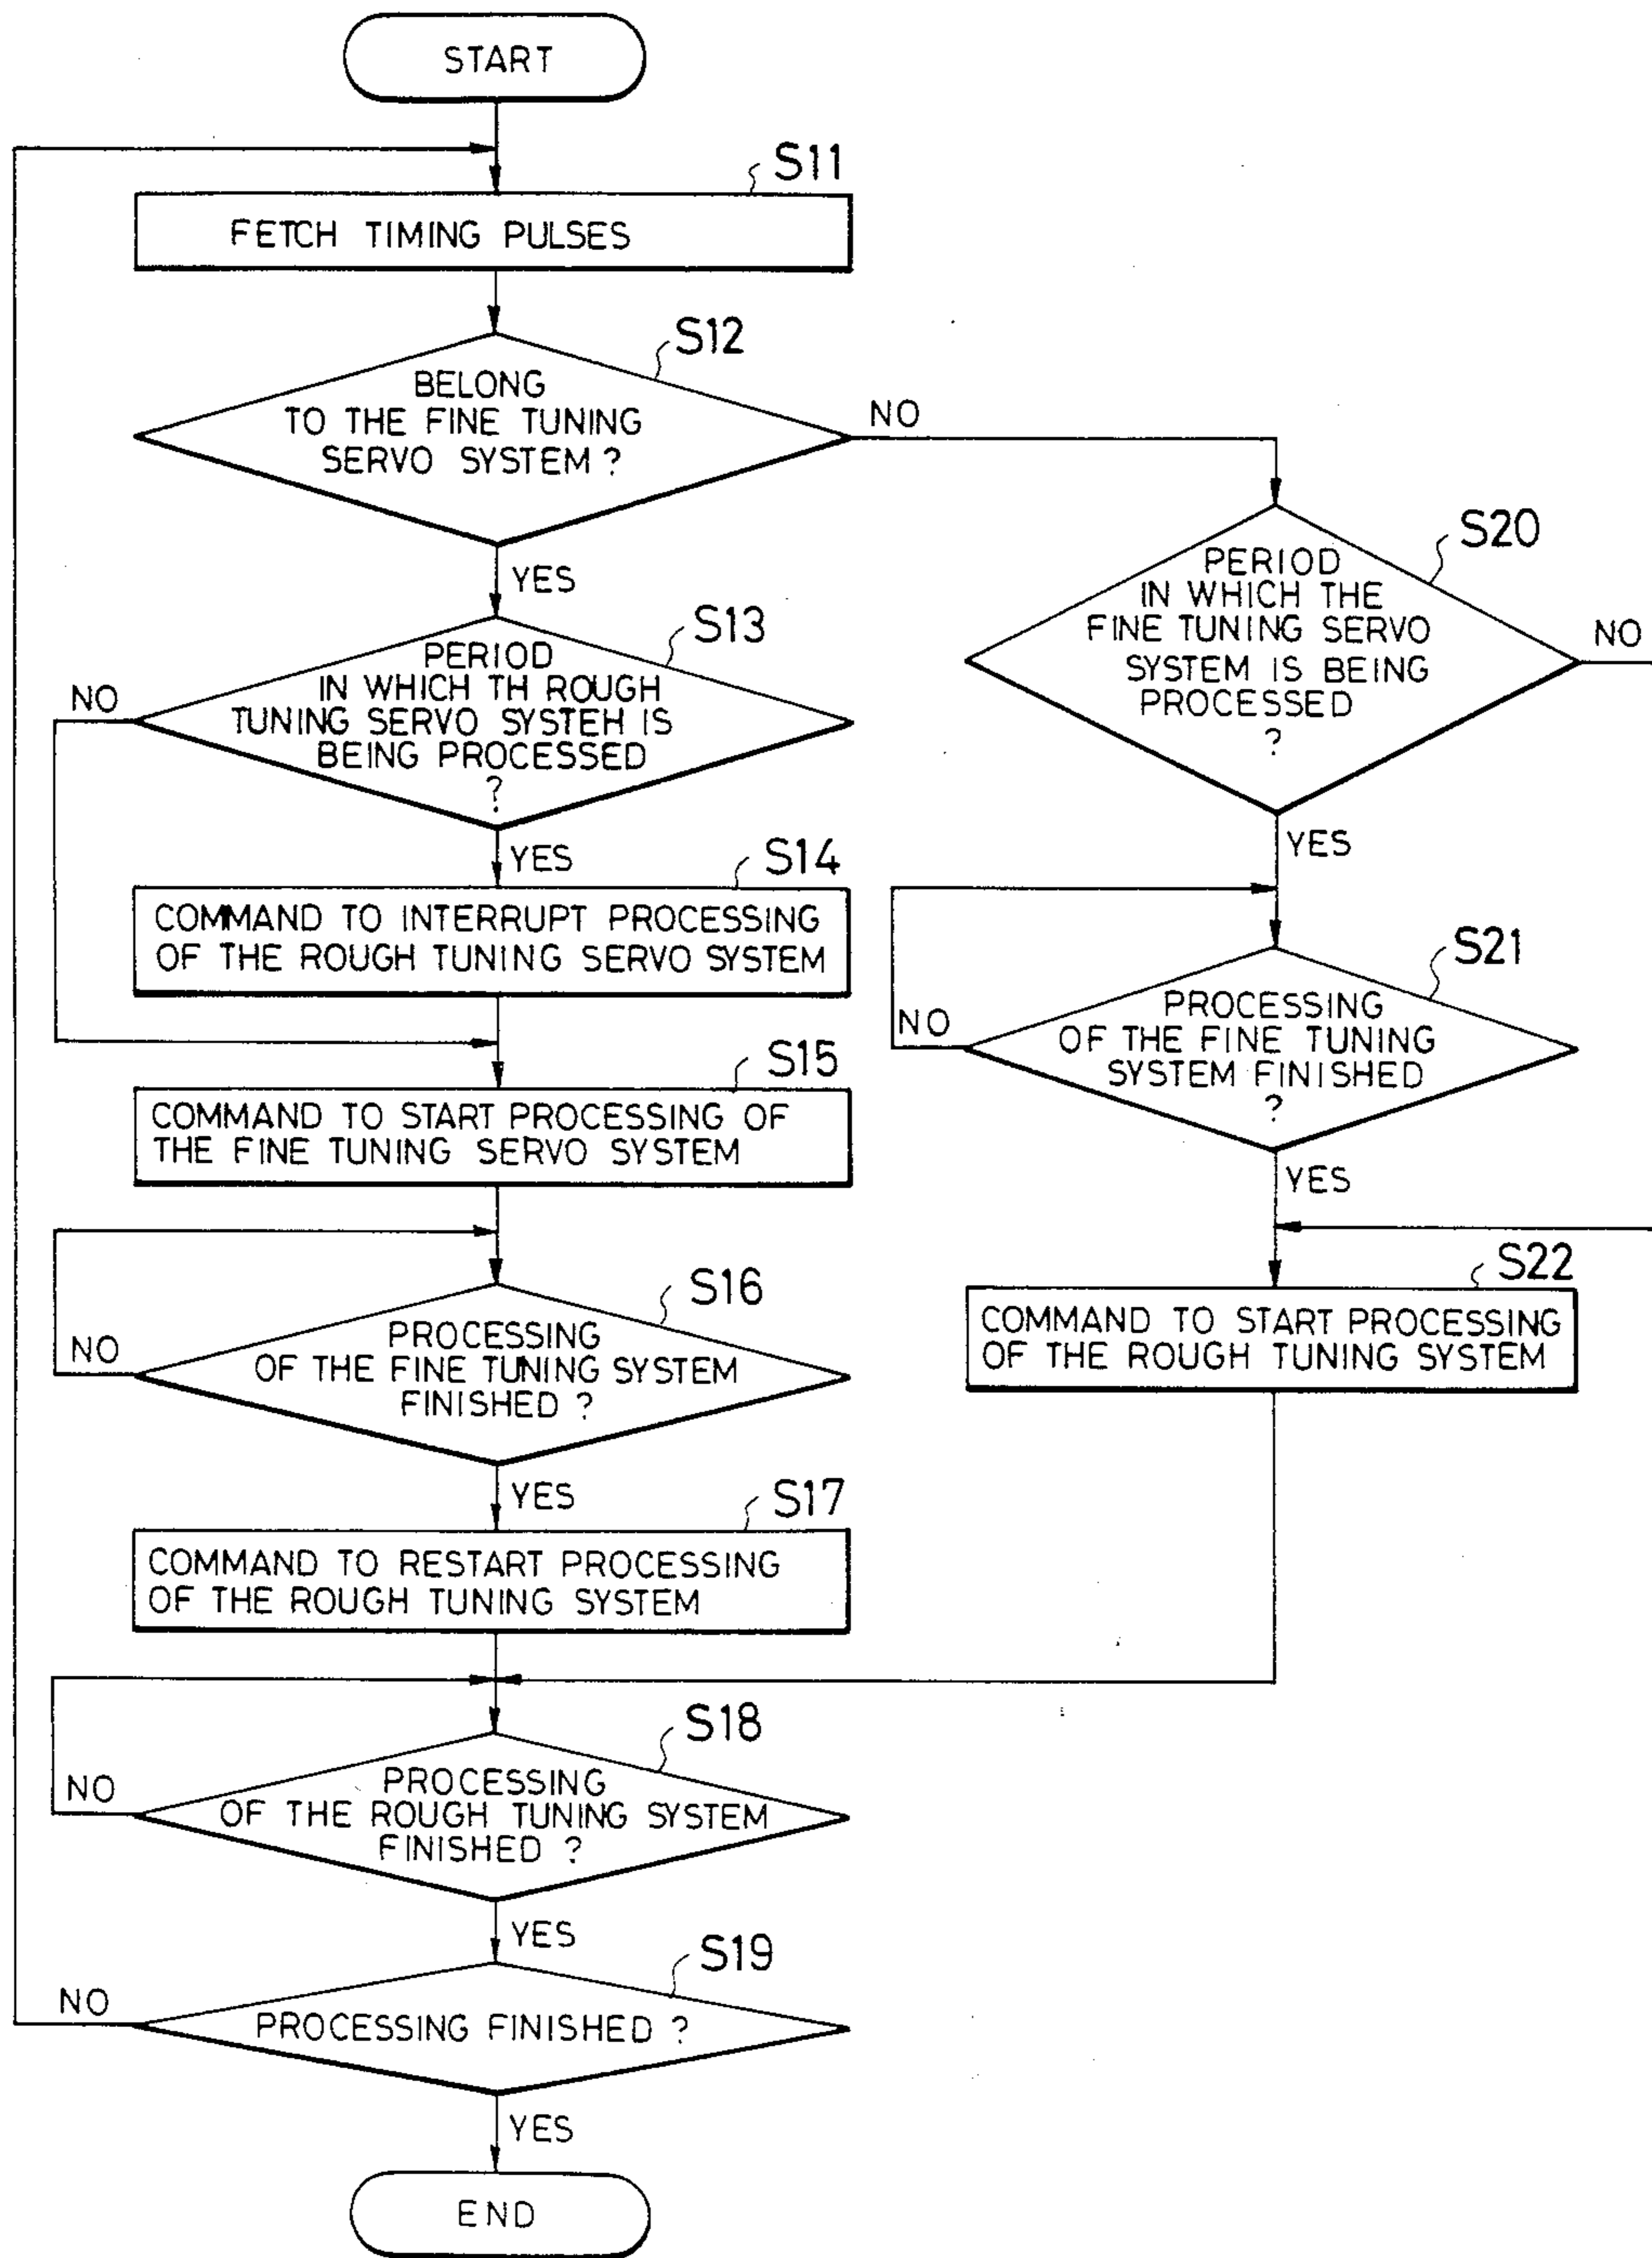 START
S11
FETCH TIMING PULSES
S12
BELONG
TO THE FINE TUNING
SERVO SYSTEM ?
NO
YES
S13
PERIOD
IN WHICH TH ROUGH
TUNING SERVO SYSTEH IS
BEING PROCESSED
?
NO
YES
S14
COMMAND TO INTERRUPT PROCESSING
OF THE ROUGH TUNING SERVO SYSTEM
S15
COMMAND TO START PROCESSING OF
THE FINE TUNING SERVO SYSTEM
S16
PROCESSING
OF THE FINE TUNING SYSTEM
FINISHED ?
NO
YES
S17
COMMAND TO RESTART PROCESSING
OF THE ROUGH TUNING SYSTEM
S18
PROCESSING
OF THE ROUGH TUNING SYSTEM
FINISHED ?
NO
YES
S19
PROCESSING FINISHED ?
NO
YES
END
S20
PERIOD
IN WHICH THE
FINE TUNING SERVO
SYSTEM IS BEING
PROCESSED
?
NO
YES
S21
PROCESSING
OF THE FINE TUNING
SYSTEM FINISHED
?
NO
YES
S22
COMMAND TO START PROCESSING
OF THE ROUGH TUNING SYSTEM